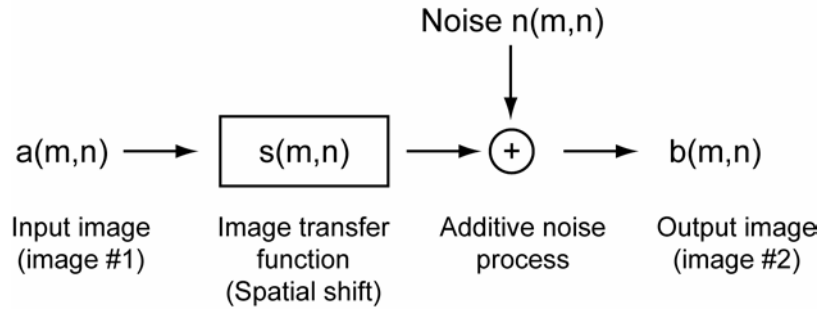 Noise n(m,n)
a(m,n)
s(m,n)
+
b(m,n)
Input image
(image #1)
Image transfer
function
(Spatial shift)
Additive noise
process
Output image
(image #2)